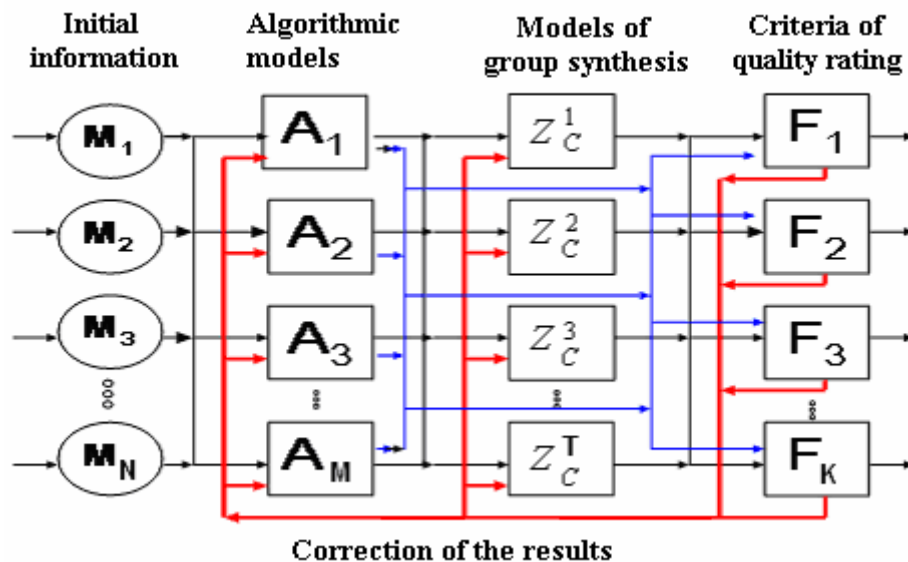 Initial
information
Algorithmic
models
Models of
group synthesis
Criteria of
quality rating
M1
A1
Z C 1
F1
M2
A2
Z C 2
F2
M3
A3
Z C 3
F3
MN
AM
Z C T
FK
Correction of the results